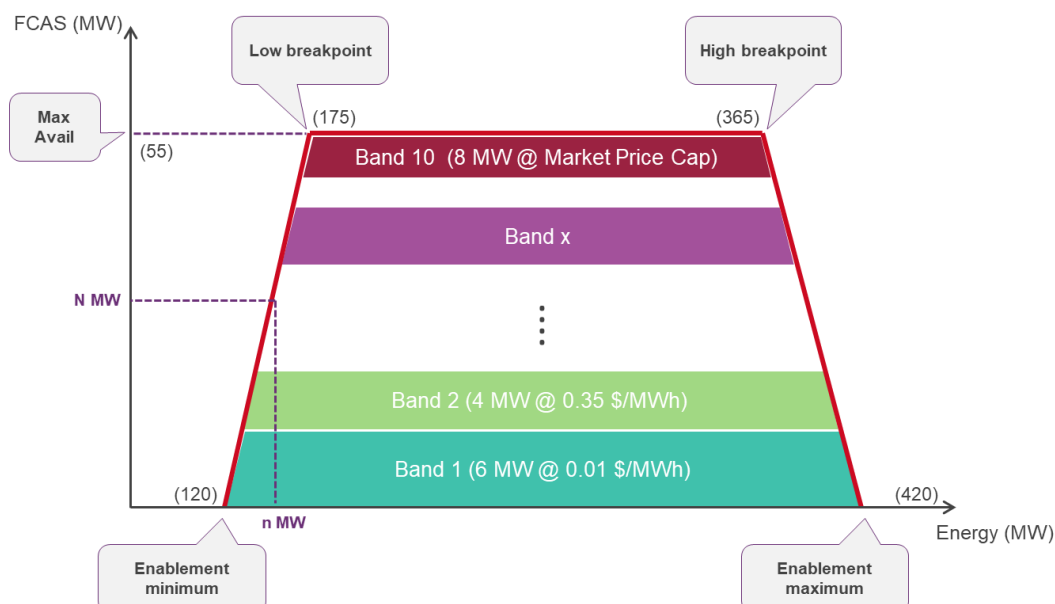 FCAS (MW)
Low breakpoint
High breakpoint
Max
Avail
(175)
(365)
(55)
Band 10 (8 MW @ Market Price Cap)
Band x
N MW
Band 2 (4 MW @ 0.35 $/MWh)
Band 1 (6 MW @ 0.01 $/MWh)
(120)
(420)
n MW
Energy (MW)
Enablement
minimum
Enablement
maximum